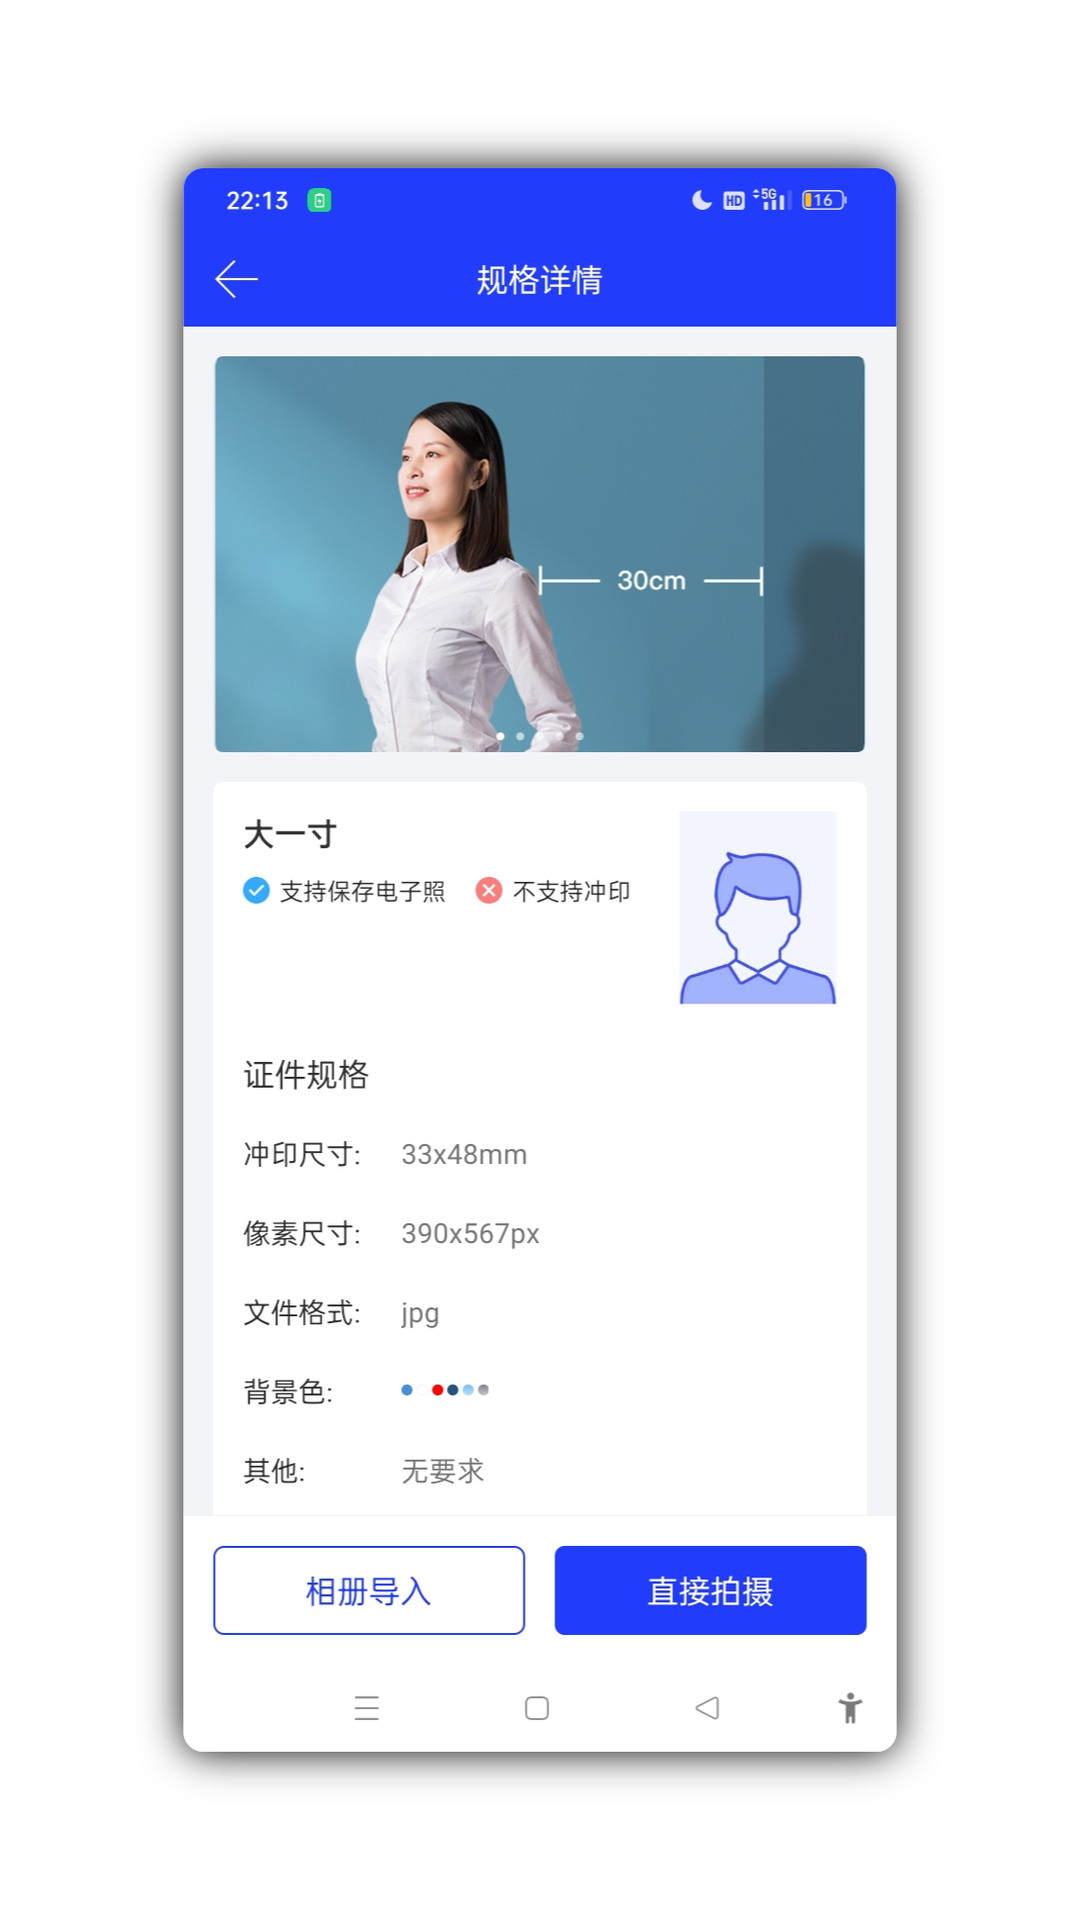 22:13
HD 5G 16
规格详情
30cm
大一寸
支持保存电子照 不支持冲印
证件规格
冲印尺寸: 33x48mm
像素尺寸: 390x567px
文件格式: jpg
背景色:
其他: 无要求
相册导入 直接拍摄